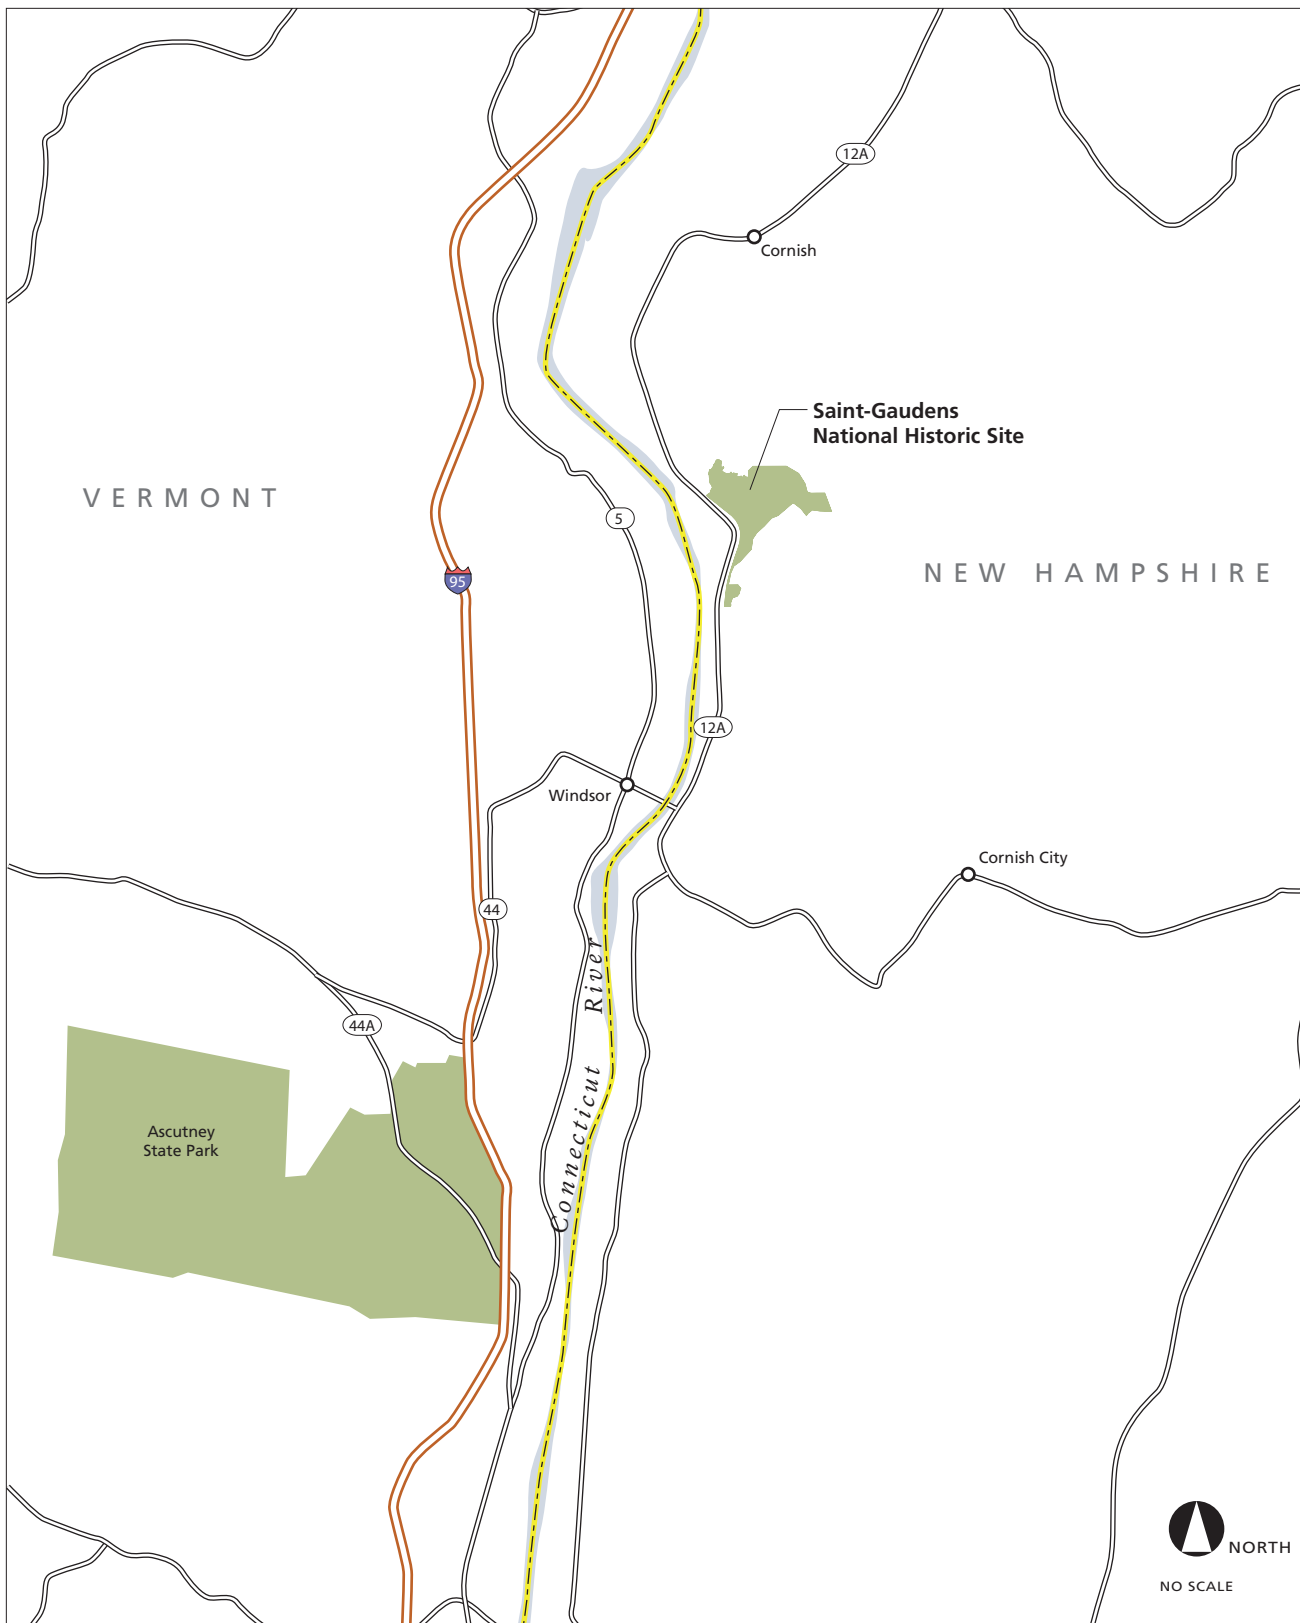 12A
Cornish
Saint-Gaudens
National Historic Site
VERMONT
5
NEW HAMPSHIRE
95
12A
Windsor
Cornish City
44
Connecticut River
44A
Ascutney
State Park
NORTH
NO SCALE